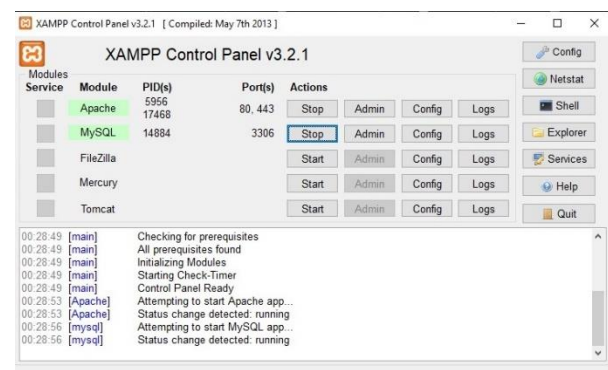 XAMPP Control Panel v3.2.1 [ Compiled: May 7th 2013 ]
XAMPP Control Panel v3.2.1
Config
Modules
Service Module PID(s) Port(s) Actions
Netstat
Apache 5956 17468 80, 443 Stop Admin Config Logs
Shell
MySQL 14884 3306 Stop Admin Config Logs
Explorer
FileZilla Start Admin Config Logs
Services
Mercury Start Admin Config Logs
Help
Tomcat Start Admin Config Logs
Quit
00:28:49 [main] Checking for prerequisites
00:28:49 [main] All prerequisites found
00:28:49 [main] Initializing Modules
00:28:49 [main] Starting Check-Timer
00:28:49 [main] Control Panel Ready
00:28:53 [Apache] Attempting to start Apache app...
00:28:53 [Apache] Status change detected: running
00:28:56 [mysql] Attempting to start MySQL app...
00:28:56 [mysql] Status change detected: running